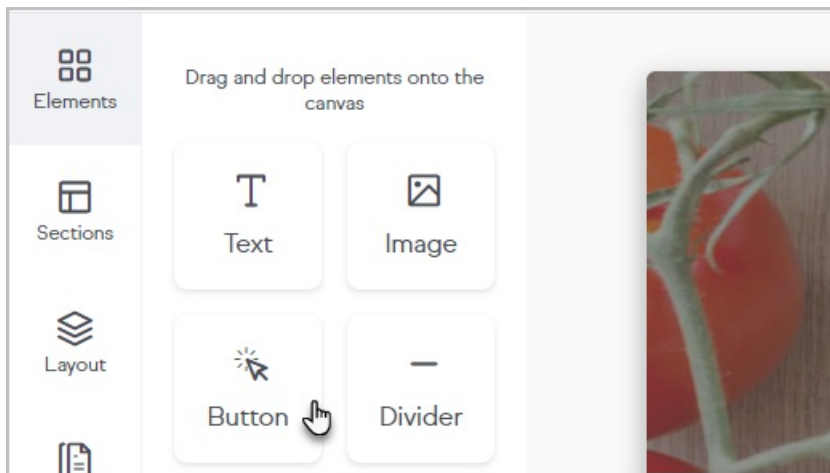 Elements
Drag and drop elements onto the
canvas
Text
Image
Sections
Layout
Button
Divider